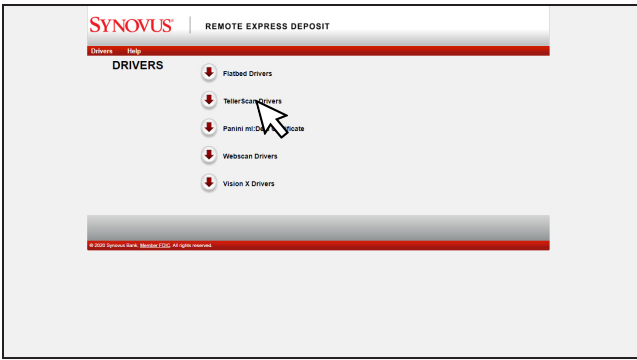 SYNOVUS® REMOTE EXPRESS DEPOSIT
Drivers Help
DRIVERS
Flatbed Drivers
TellerScan Drivers
Panini mI:De
Webscan Drivers
Vision X Drivers
© 2020 Synovus Bank, Member FDIC. All rights reserved.